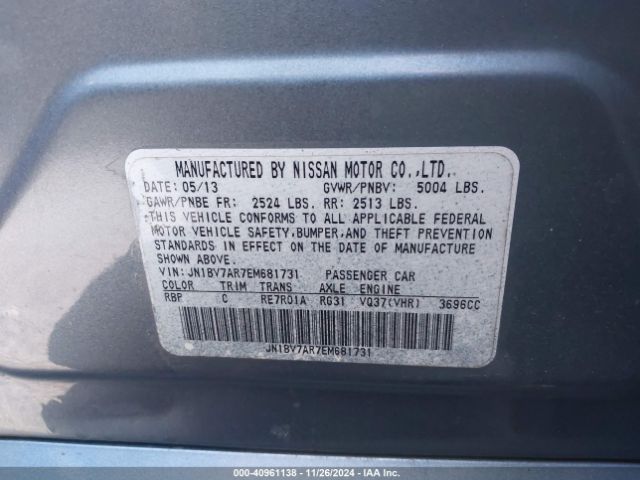 MANUFACTURED BY NISSAN MOTOR CO.,LTD.
DATE: 05/13 GVWR/PNBV: 5004 LBS.
GAWR/PNBE FR: 2524 LBS. RR: 2513 LBS.
THIS VEHICLE CONFORMS TO ALL APPLICABLE FEDERAL
MOTOR VEHICLE SAFETY,BUMPER,AND THEFT PREVENTION
STANDARDS IN EFFECT ON THE DATE OF MANUFACTURE
SHOWN ABOVE.
VIN: JN1BV7AR7EM681731 PASSENGER CAR
COLOR TRIM TRANS AXLE ENGINE
RBP C RE7R01A RG31 VQ37(VHR) 3696CC
JN1BV7AR7EM681731
000-40961138 - 11/26/2024 - IAA Inc.